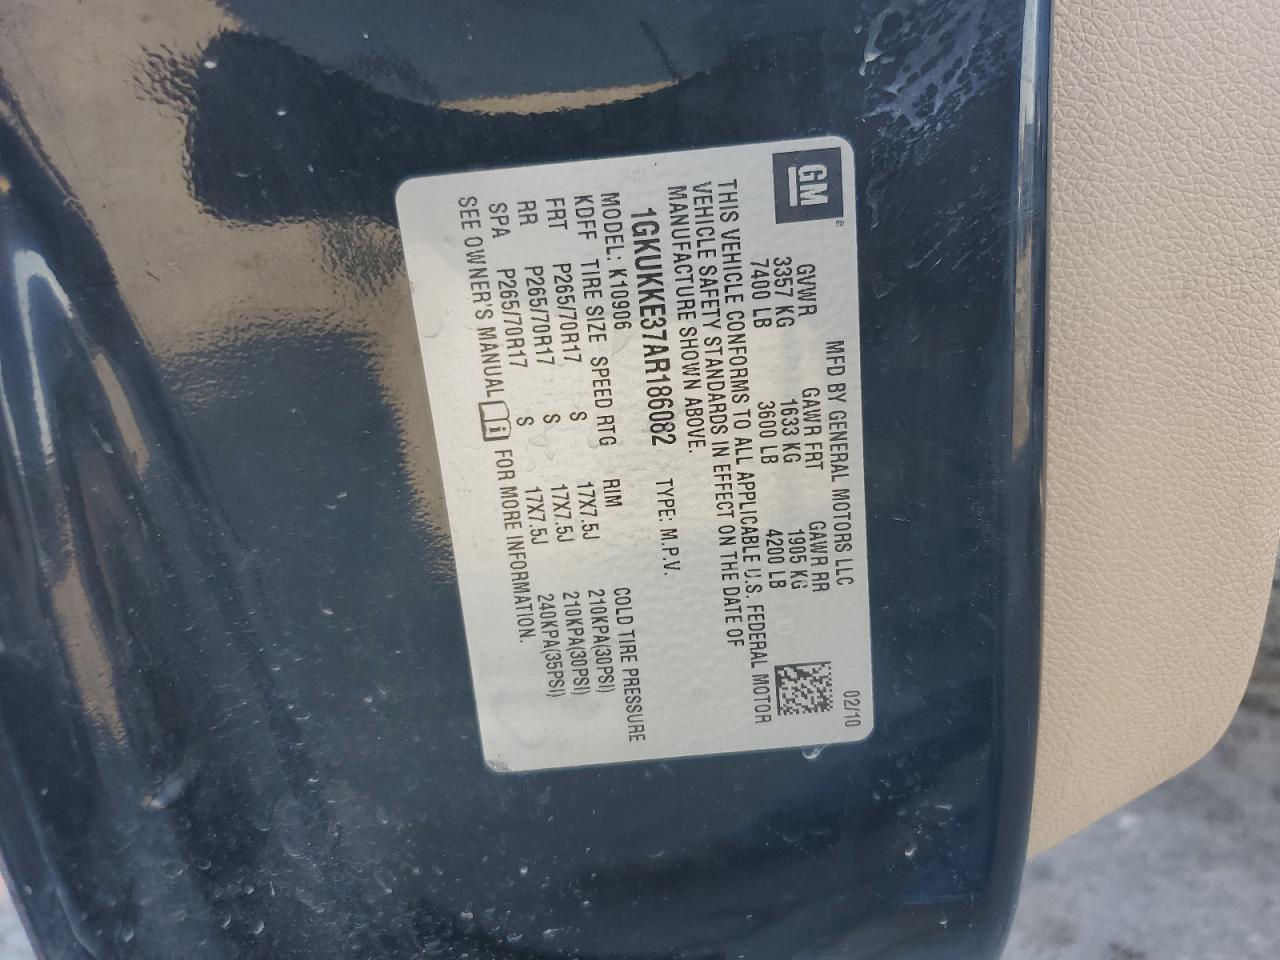 GM
MFD BY GENERAL MOTORS LLC 02/10
GVWR GAWR FRT GAWR RR
3357 KG 1633 KG 1905 KG
7400 LB 3600 LB 4200 LB
THIS VEHICLE CONFORMS TO ALL APPLICABLE U.S. FEDERAL MOTOR
VEHICLE SAFETY STANDARDS IN EFFECT ON THE DATE OF
MANUFACTURE SHOWN ABOVE.
1GKUKKE37AR186082 TYPE: M.P.V.
MODEL: K10906
KDFF TIRE SIZE SPEED RTG RIM COLD TIRE PRESSURE
FRT P265/70R17 S 17X7.5J 210KPA(30PSI)
RR P265/70R17 S 17X7.5J 210KPA(30PSI)
SPA P265/70R17 S 17X7.5J 240KPA(35PSI)
SEE OWNER'S MANUAL i FOR MORE INFORMATION.